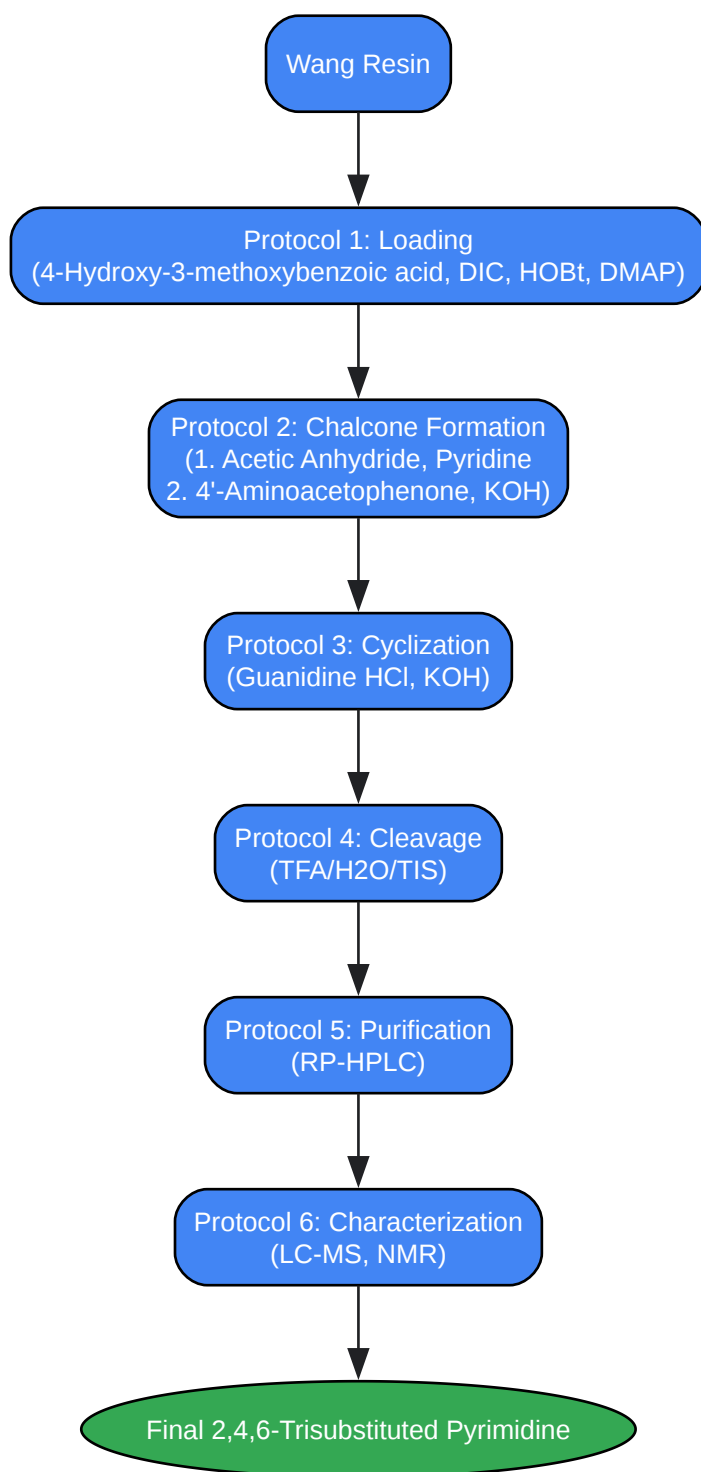 Wang Resin
Protocol 1: Loading
(4-Hydroxy-3-methoxybenzoic acid, DIC, HOBt, DMAP)
Protocol 2: Chalcone Formation
(1. Acetic Anhydride, Pyridine
2. 4'-Aminoacetophenone, KOH)
Protocol 3: Cyclization
(Guanidine HCl, KOH)
Protocol 4: Cleavage
(TFA/H2O/TIS)
Protocol 5: Purification
(RP-HPLC)
Protocol 6: Characterization
(LC-MS, NMR)
Final 2,4,6-Trisubstituted Pyrimidine